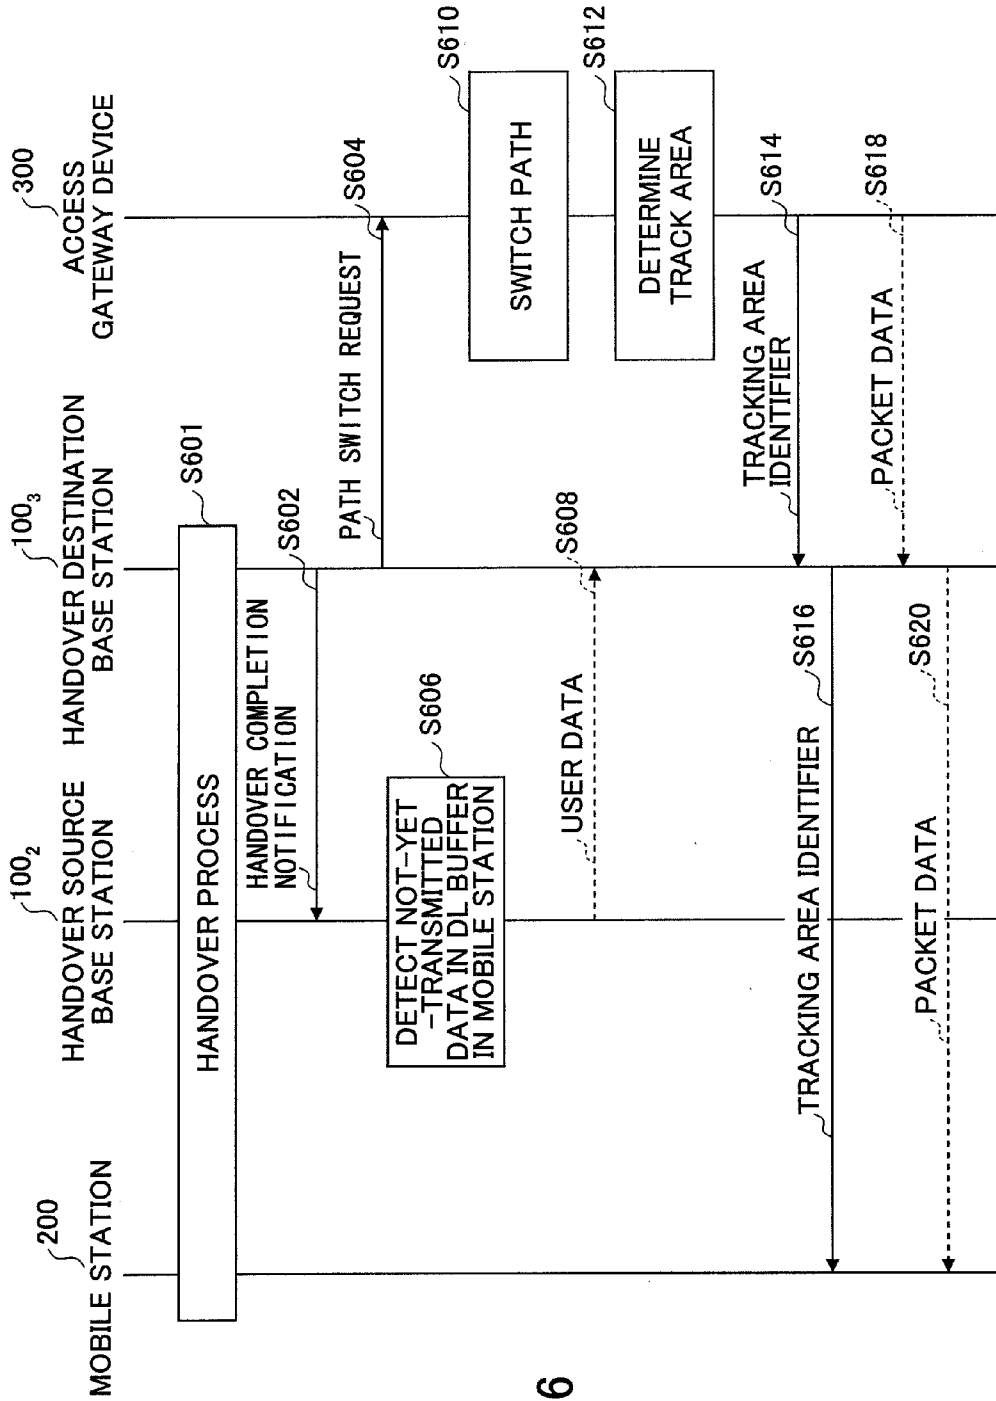 200
MOBILE STATION
100₂
HANDOVER SOURCE
BASE STATION
100₃
HANDOVER DESTINATION
BASE STATION
300
ACCESS
GATEWAY DEVICE
HANDOVER PROCESS
S601
HANDOVER COMPLETION
NOTIFICATION
S602
PATH SWITCH REQUEST
S604
DETECT NOT-YET
-TRANSMITTED
DATA IN DL BUFFER
IN MOBILE STATION
S606
SWITCH PATH
S610
USER DATA
S608
DETERMINE
TRACK AREA
S612
TRACKING AREA
IDENTIFIER
S614
TRACKING AREA IDENTIFIER
S616
PACKET DATA
S618
PACKET DATA
S620
6